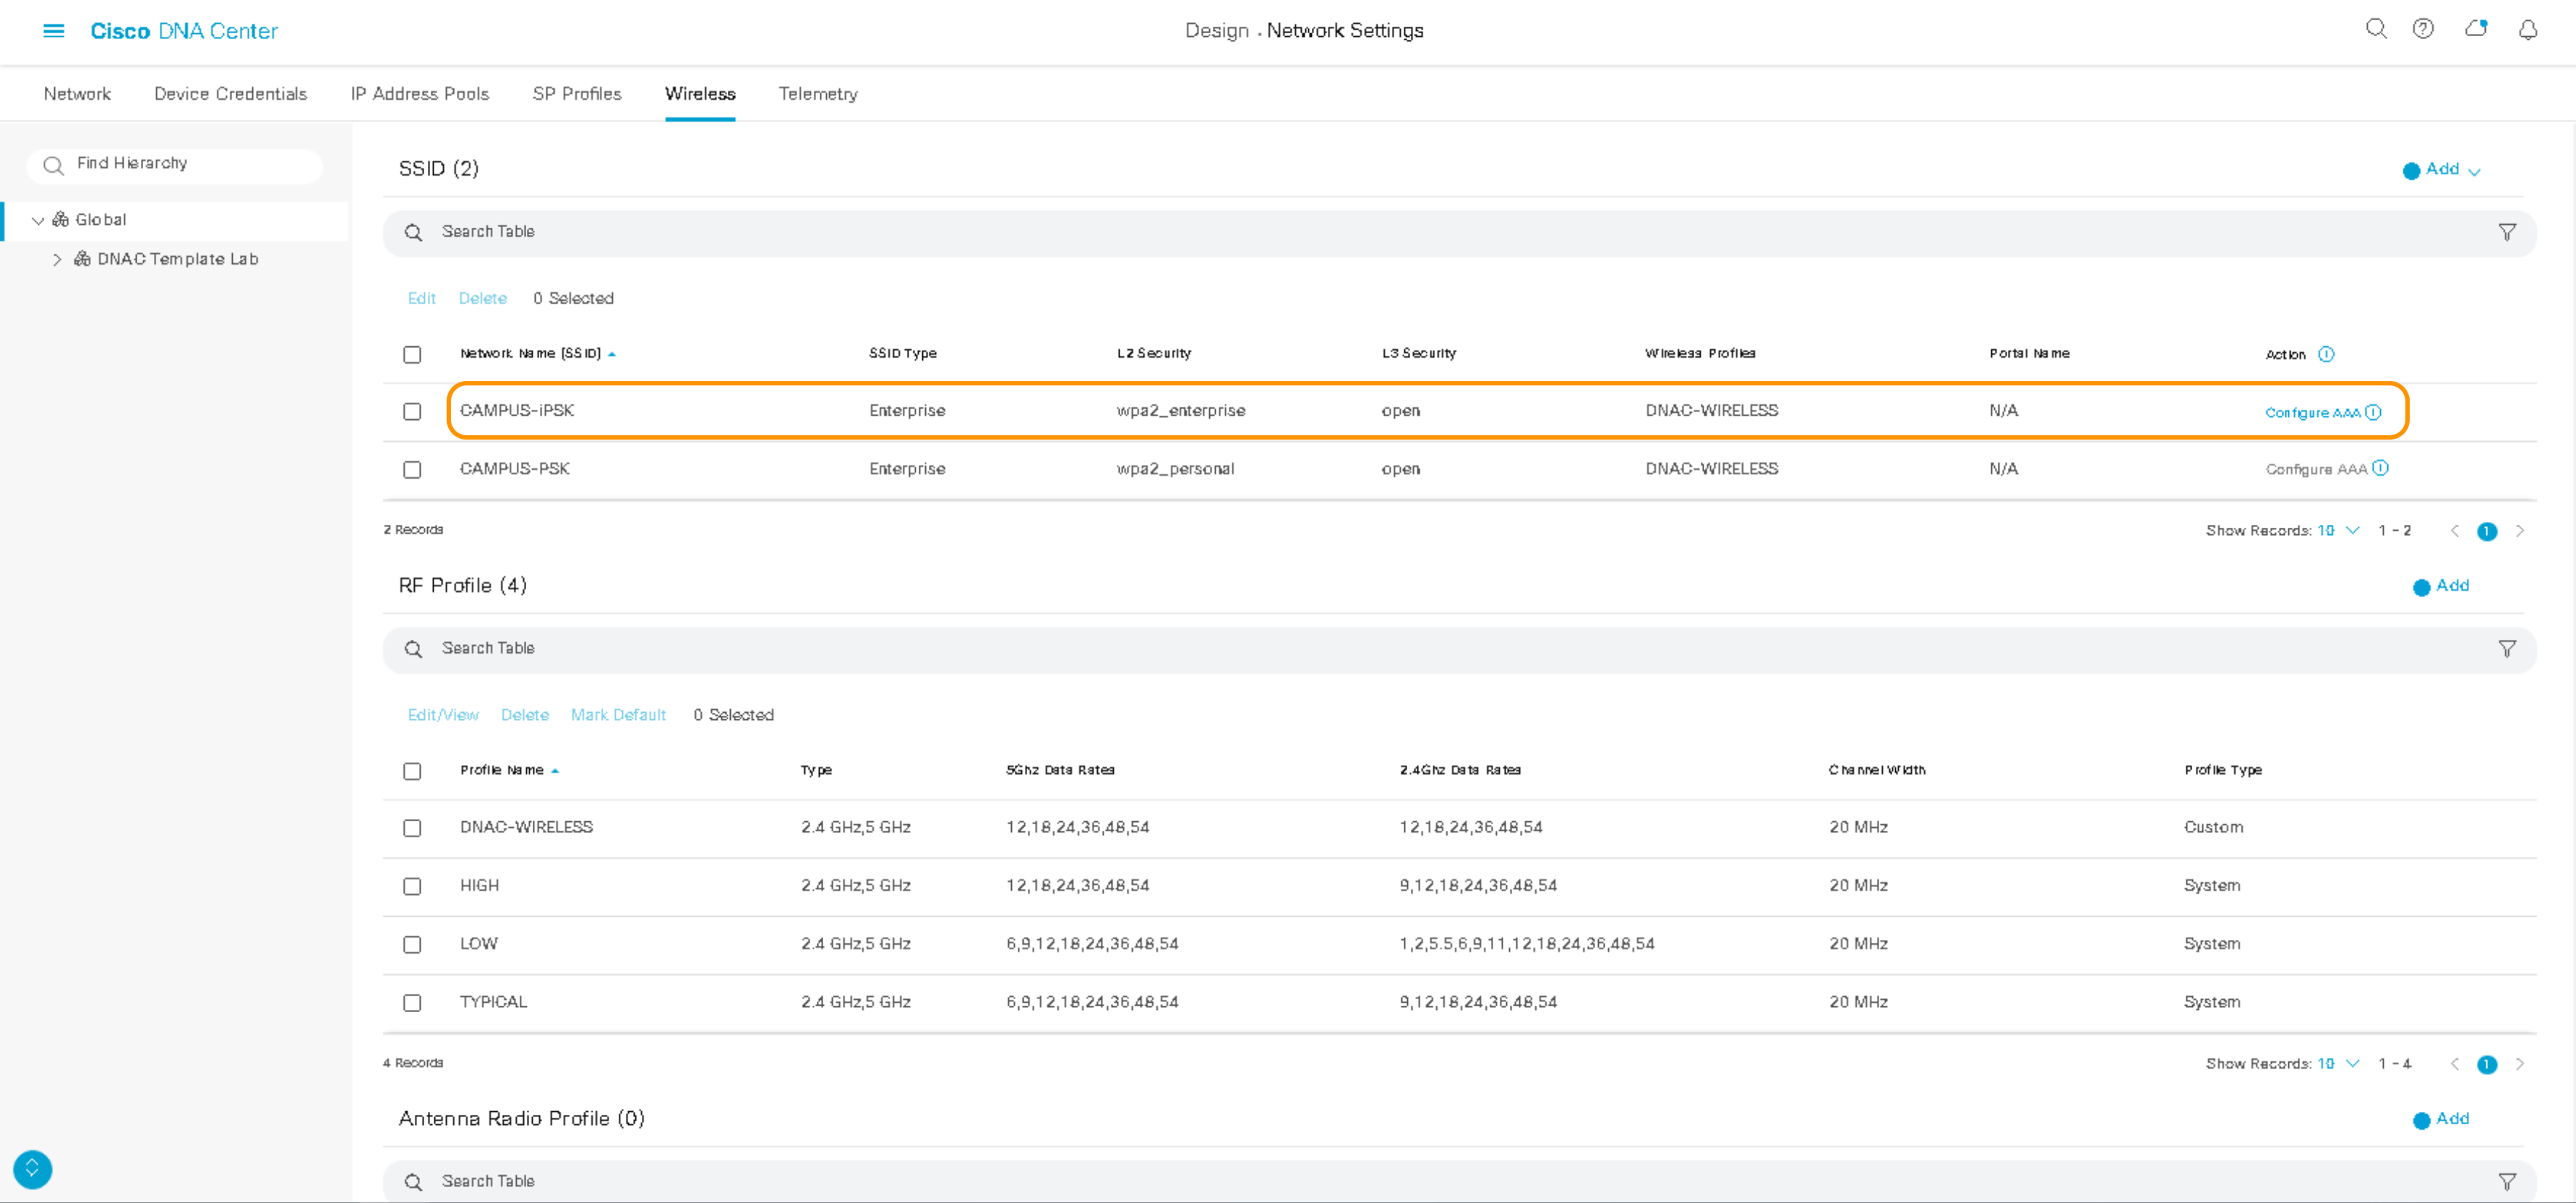 Cisco DNA Center
Design · Network Settings
Network Device Credentials IP Address Pools SP Profiles Wireless Telemetry
Find Hierarchy
Global
DNAC Template Lab
SSID (2)
Add
Search Table
Edit Delete 0 Selected
Network Name (SSID) SSID Type L2 Security L3 Security Wireless Profiles Portal Name Action
CAMPUS-iPSK Enterprise wpa2_enterprise open DNAC-WIRELESS N/A Configure AAA
CAMPUS-PSK Enterprise wpa2_personal open DNAC-WIRELESS N/A Configure AAA
2 Records
Show Records: 10 1 - 2 1
RF Profile (4)
Add
Search Table
Edit/View Delete Mark Default 0 Selected
Profile Name Type 5Ghz Data Rates 2.4Ghz Data Rates Channel Width Profile Type
DNAC-WIRELESS 2.4 GHz,5 GHz 12,18,24,36,48,54 12,18,24,36,48,54 20 MHz Custom
HIGH 2.4 GHz,5 GHz 12,18,24,36,48,54 9,12,18,24,36,48,54 20 MHz System
LOW 2.4 GHz,5 GHz 6,9,12,18,24,36,48,54 1,2,5.5,6,9,11,12,18,24,36,48,54 20 MHz System
TYPICAL 2.4 GHz,5 GHz 6,9,12,18,24,36,48,54 9,12,18,24,36,48,54 20 MHz System
4 Records
Show Records: 10 1 - 4 1
Antenna Radio Profile (0)
Add
Search Table